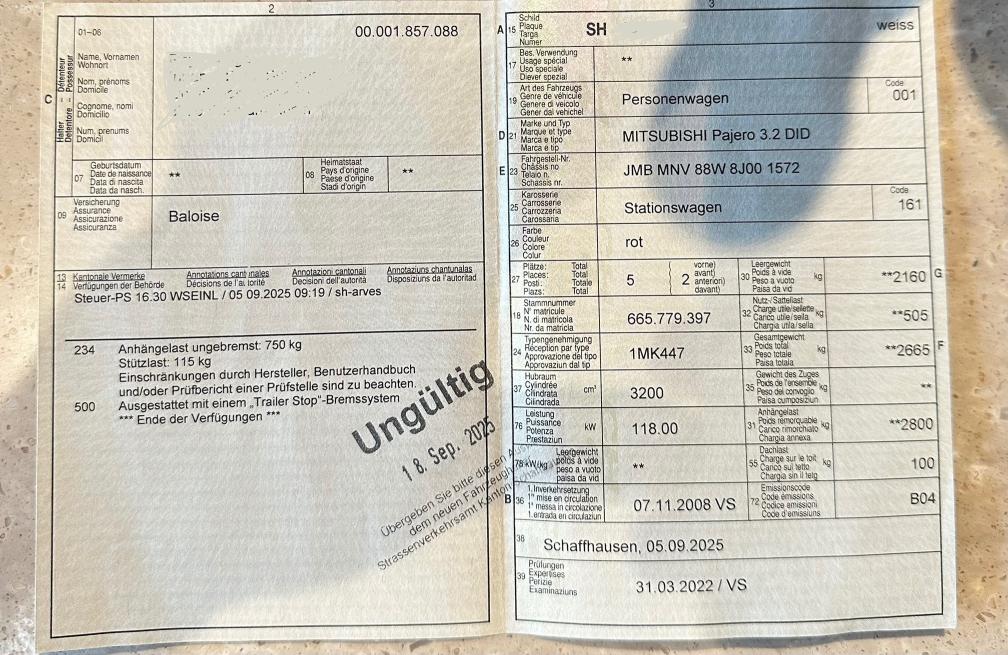 2
01-06
00.001.857.088
C
Halter Détenteur
Detentore Possessur
Name, Vornamen
Wohnort
Nom, prénoms
Domicile
Cognome, nomi
Domicilio
Num, prenums
Domicil
07
Geburtsdatum
Date de naissance
Data di nascita
Data da nasch.
**
08
Heimatstaat
Pays d'origine
Paese d'origine
Stadi d'origin
**
09
Versicherung
Assurance
Assicurazione
Assicuranza
Baloise
13
14
Kantonale Vermerke
Verfügungen der Behörde
Annotations cantonales
Décisions de l'autorité
Annotazioni cantonali
Decisioni dell'autorità
Annotaziuns chantunalas
Disposiziuns da l'autoritad
Steuer-PS 16.30 WSEINL / 05 09.2025 09:19 / sh-arves
234 Anhängelast ungebremst: 750 kg
Stützlast: 115 kg
Einschränkungen durch Hersteller, Benutzerhandbuch
und/oder Prüfbericht einer Prüfstelle sind zu beachten.
500 Ausgestattet mit einem „Trailer Stop"-Bremssystem
*** Ende der Verfügungen ***
Ungültig
18. Sep. 2025
Übergeben Sie bitte diesen
dem neuen Fahrzeugh
Strassenverkehrsamt Kanton
3
A 15
Schild
Plaque
Targa
Numer
SH
weiss
17
Bes. Verwendung
Usage spécial
Uso speciale
Diever spezial
**
19
Art des Fahrzeugs
Genre de véhicule
Genere di veicolo
Gener dal vehichel
Personenwagen
Code
001
D 21
Marke und Typ
Marque et type
Marca e tipo
Marca e tip
MITSUBISHI Pajero 3.2 DID
E 23
Fahrgestell-Nr.
Châssis no
Telaio n.
Schassis nr.
JMB MNV 88W 8J00 1572
25
Karosserie
Carrosserie
Carrozzeria
Carossaria
Stationswagen
Code
161
26
Farbe
Couleur
Colore
Colur
rot
27
Plätze: Total
Places: Total
Posti: Totale
Plazs: Total
5
2
vorne)
avant)
anteriori)
davant)
30
Leergewicht
Poids à vide
Peso a vuoto
Paisa da vid
kg
**2160
G
18
Stammnummer
N° matricule
N. di matricola
Nr. da matricla
665.779.397
32
Nutz-/Sattellast
Charge utile/sellette
Carico utile/sella
Chargia utila/sella
kg
**505
24
Typengenehmigung
Réception par type
Approvazione del tipo
Approvaziun dal tip
1MK447
33
Gesamtgewicht
Poids total
Peso totale
Paisa totala
kg
**2665
F
37
Hubraum
Cylindrée
Cilindrata
Cilindrada
cm³
3200
35
Gewicht des Zuges
Poids de l'ensemble
Peso del convoglio
Paisa cumposiziun
kg
**
76
Leistung
Puissance
Potenza
Prestaziun
kW
118.00
31
Anhängelast
Poids remorquable
Carico rimorchiato
Chargia annexa
kg
**2800
78 kW/kg
Leergewicht
poids à vide
peso a vuoto
paisa da vid
**
55
Dachlast
Charge sur le toit
Carico sul tetto
Chargia sin il tetg
kg
100
B 36
1.Inverkehrsetzung
1re mise en circulation
1a messa in circolazione
1.entrada en circulaziun
07.11.2008 VS
72
Emissionscode
Code émissions
Codice emissioni
Code d'emissiuns
B04
38
Schaffhausen, 05.09.2025
39
Prüfungen
Expertises
Perizie
Examinaziuns
31.03.2022 / VS